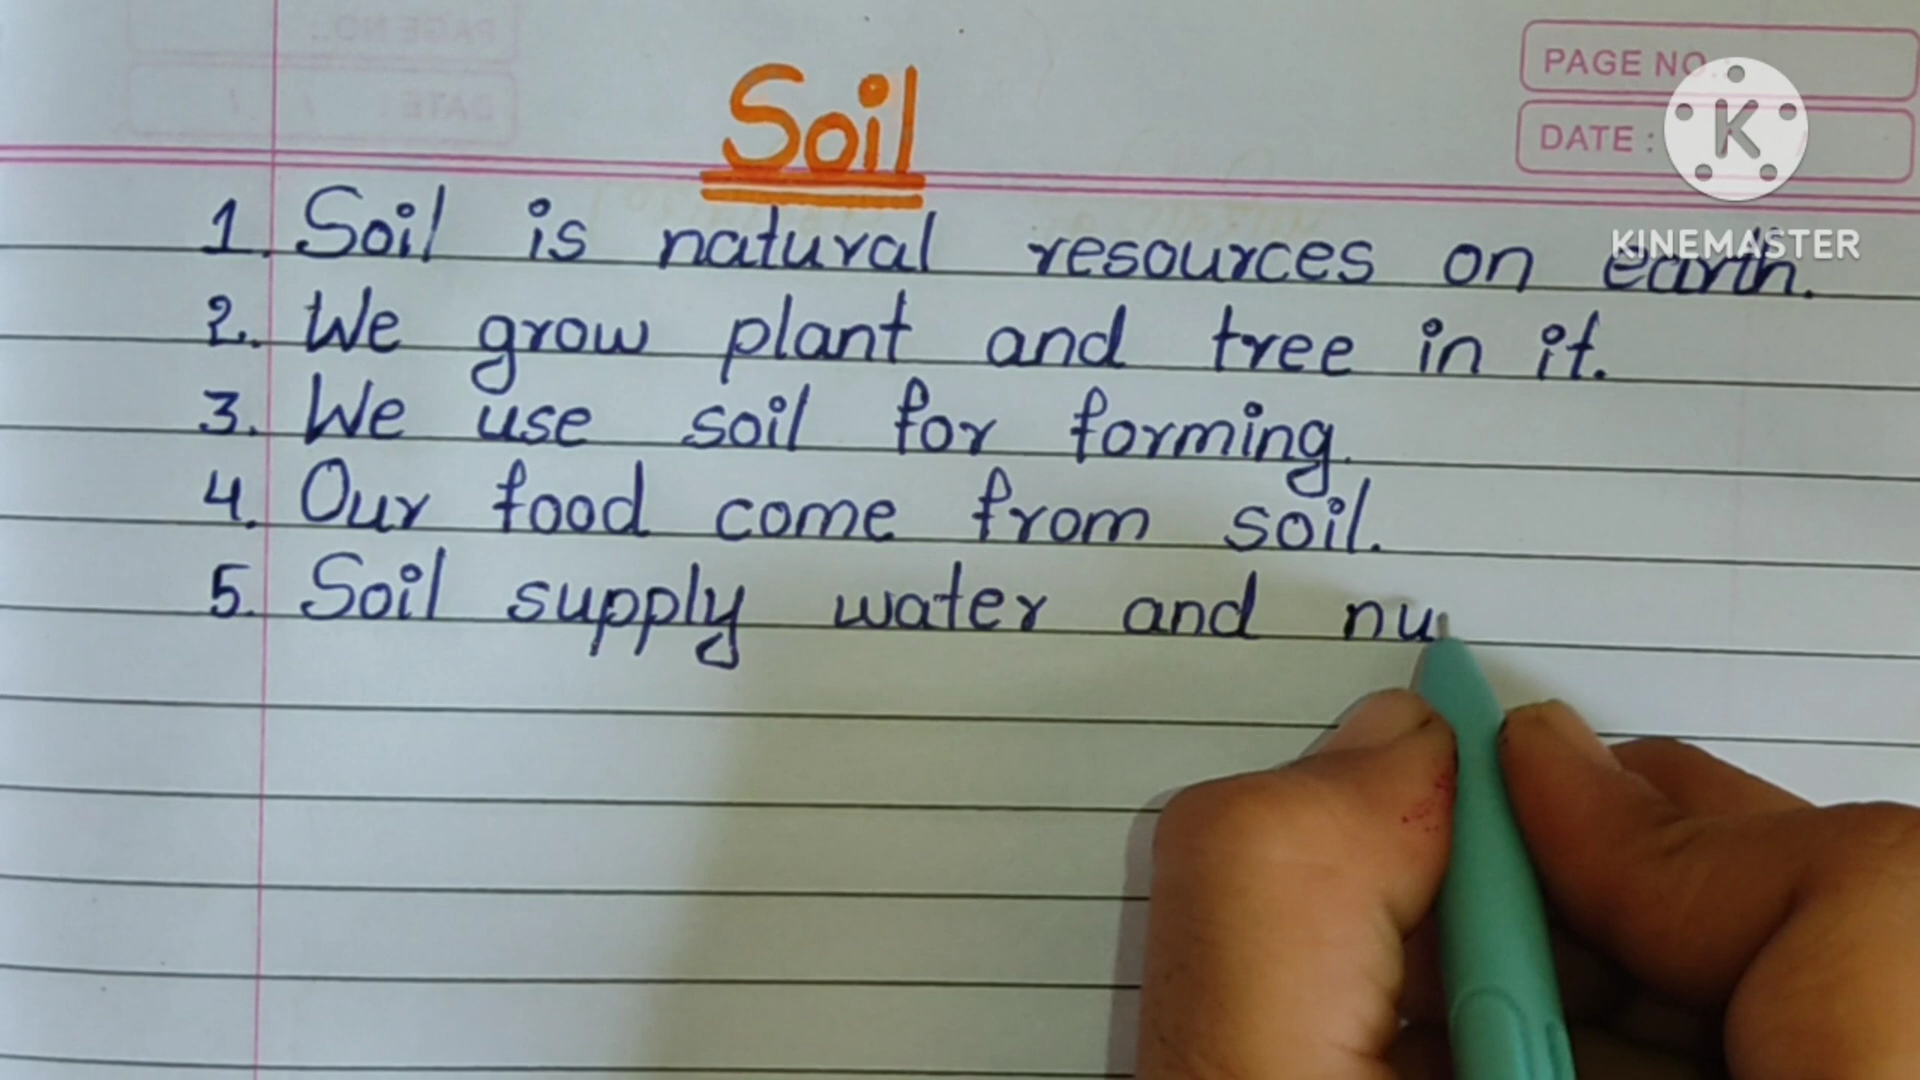 PAGE NO.
DATE :
K
KINEMASTER
Soil
1. Soil is natural resources on earth.
2. We grow plant and tree in it.
3. We use soil for forming.
4. Our food come from soil.
5. Soil supply water and nu